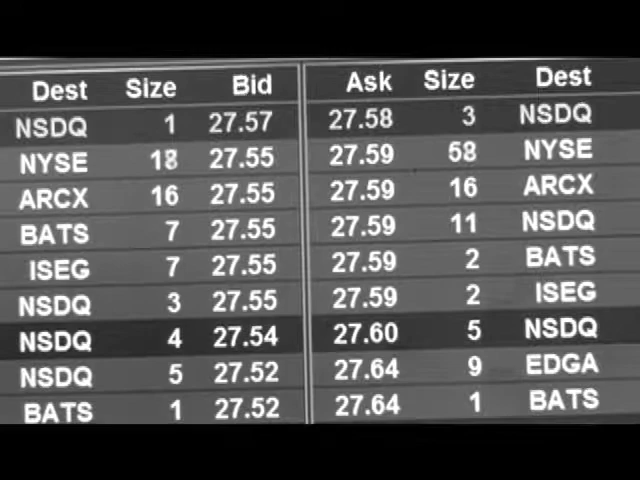 Dest Size Bid Ask Size Dest
NSDQ 1 27.57 27.58 3 NSDQ
NYSE 18 27.55 27.59 58 NYSE
ARCX 16 27.55 27.59 16 ARCX
BATS 7 27.55 27.59 11 NSDQ
ISEG 7 27.55 27.59 2 BATS
NSDQ 3 27.55 27.59 2 ISEG
NSDQ 4 27.54 27.60 5 NSDQ
NSDQ 5 27.52 27.64 9 EDGA
BATS 1 27.52 27.64 1 BATS